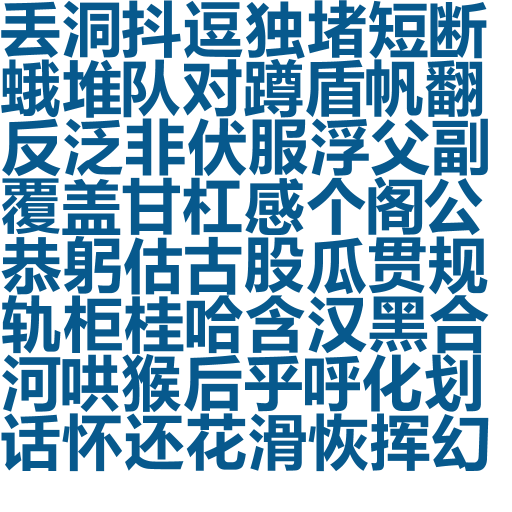 丢洞抖逗独堵短断
蛾堆队对蹲盾帆翻
反泛非伏服浮父副
覆盖甘杠感个阁公
恭躬估古股瓜贯规
轨柜桂哈含汉黑合
河哄猴后乎呼化划
话怀还花滑恢挥幻